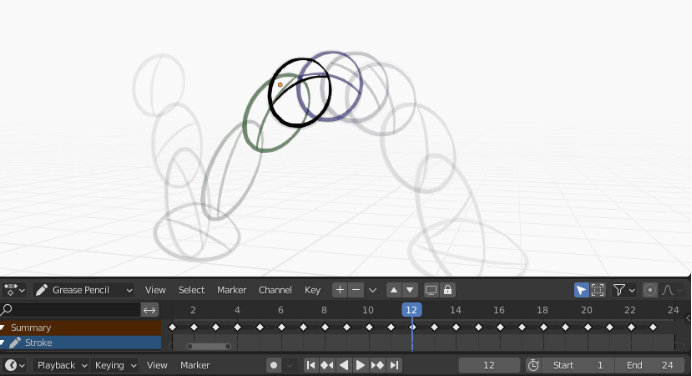 Grease Pencil View Select Marker Channel Key
2 4 6 8 10 12 14 16 18 20 22 24
Summary
Stroke
Playback Keying View Marker 12 Start 1 End 24